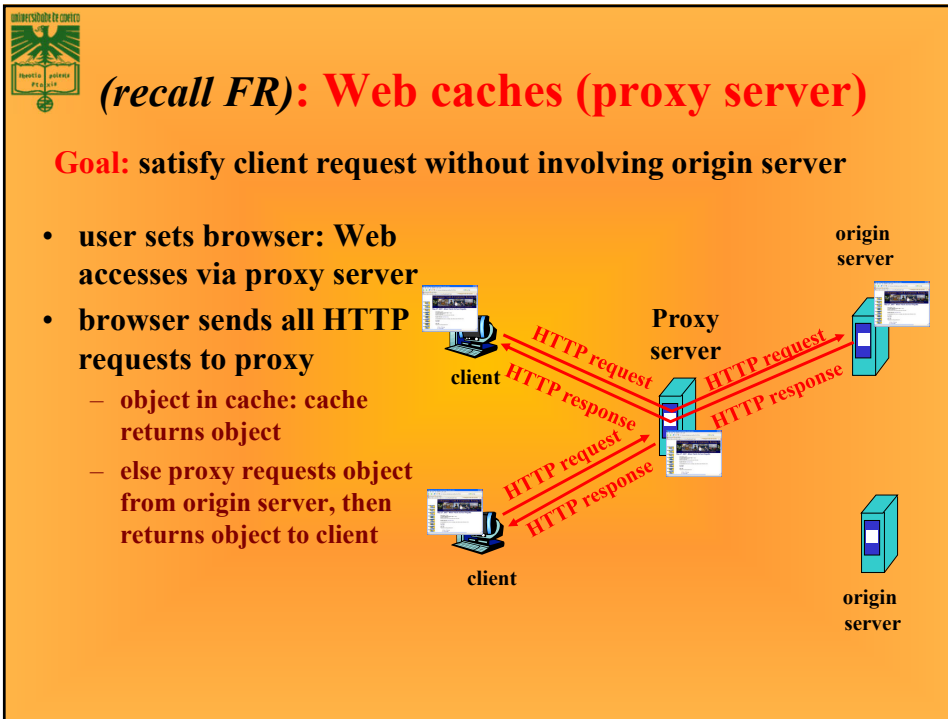 (recall FR): Web caches (proxy server)
Goal: satisfy client request without involving origin server
• user sets browser: Web
accesses via proxy server
• browser sends all HTTP
requests to proxy
– object in cache: cache
returns object
– else proxy requests object
from origin server, then
returns object to client
origin
server
Proxy
server
client
HTTP request
HTTP response
HTTP request
HTTP response
HTTP request
HTTP response
client
origin
server